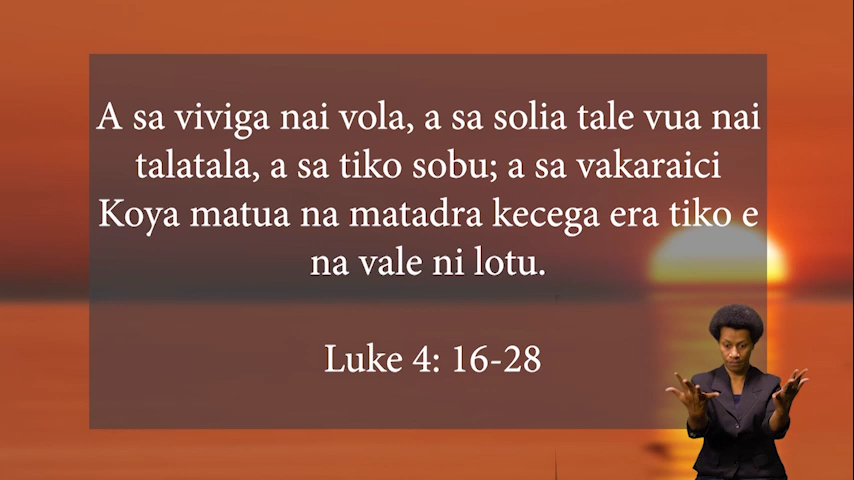 A sa viviga nai vola, a sa solia tale vua nai
talatala, a sa tiko sobu; a sa vakaraici
Koya matua na matadra kecega era tiko e
na vale ni lotu.
Luke 4: 16-28